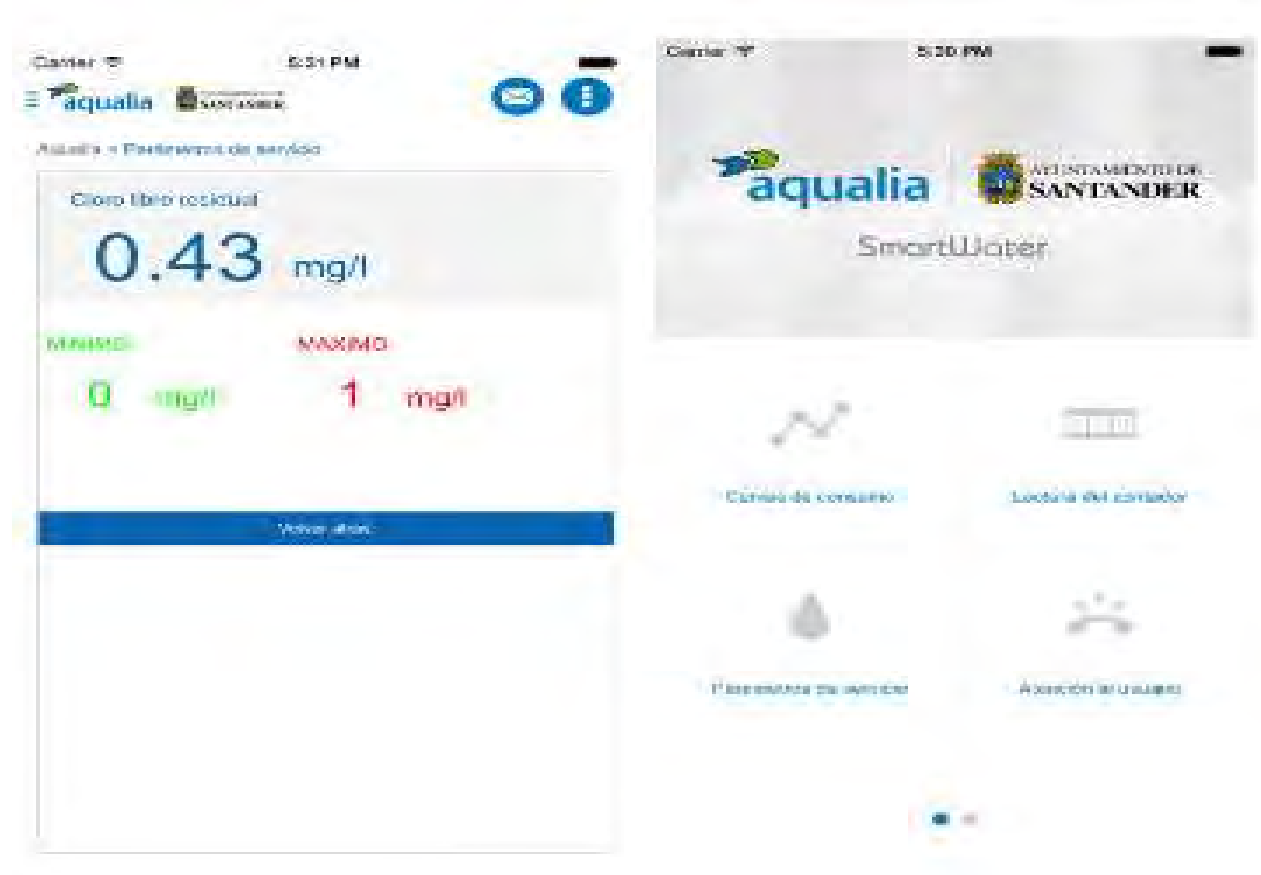 Carrier 5:31 PM
aqualia SANTANDER
Aqualia > Parámetros de servicio
Cloro libre residual
0.43 mg/l
MINIMO MAXIMO
0 mg/l 1 mg/l
Volver atrás
Carrier 5:30 PM
aqualia AYUNTAMIENTO DE
SANTANDER
SmartWater
Curvas de consumo Lectura del contador
Parámetros de servicio Atención al usuario